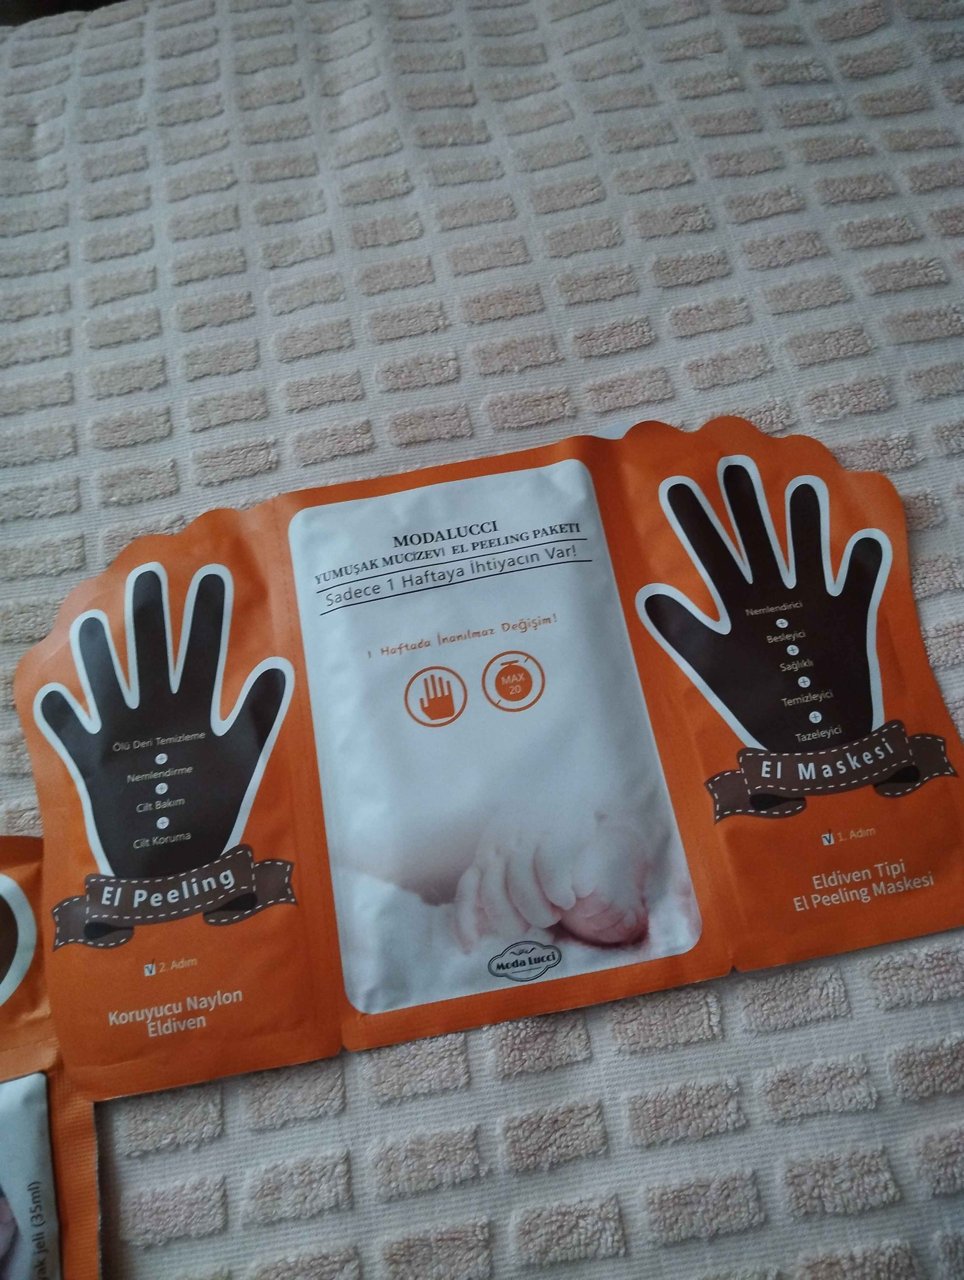 MODALUCCI
YUMUŞAK MUCİZEVİ EL PEELING PAKETI
Sadece 1 Haftaya İhtiyacın Var!
1 Haftada İnanılmaz Değişim!
MAX
20
Moda Lucci
Ölü Deri Temizleme
+
Nemlendirme
+
Cilt Bakım
+
Cilt Koruma
El Peeling
2. Adım
Koruyucu Naylon
Eldiven
Nemlendirici
+
Besleyici
+
Sağlıklı
+
Temizleyici
+
Tazeleyici
El Maskesi
1. Adım
Eldiven Tipi
El Peeling Maskesi
jeli (35ml)